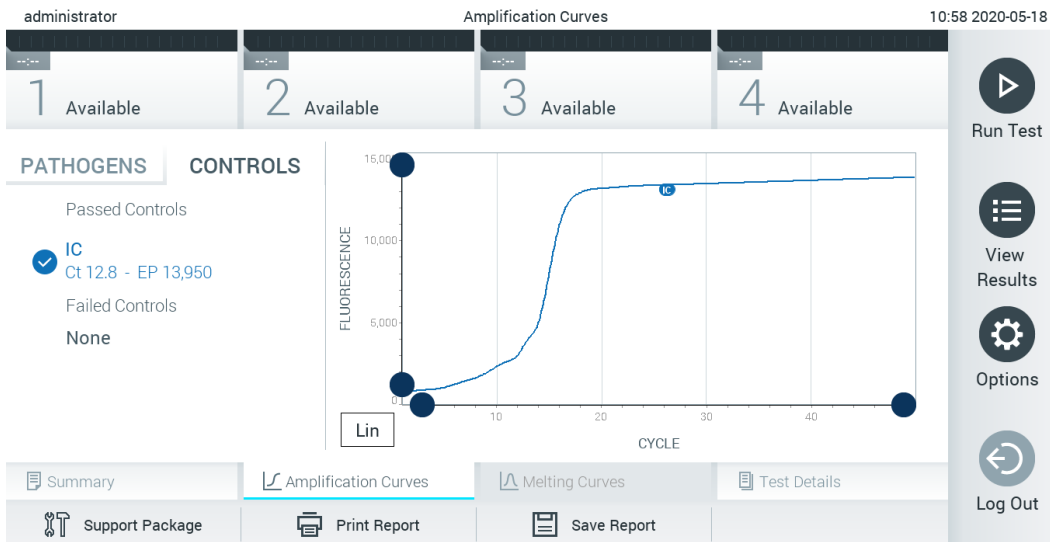 administrator
Amplification Curves
10:58 2020-05-18
--:--
1 Available
--:--
2 Available
--:--
3 Available
--:--
4 Available
Run Test
View
Results
Options
Log Out
PATHOGENS
CONTROLS
Passed Controls
IC
Ct 12.8 - EP 13,950
Failed Controls
None
FLUORESCENCE
10,000
5,000
0
IC
10
20
30
40
CYCLE
Lin
Summary
Amplification Curves
Melting Curves
Test Details
Support Package
Print Report
Save Report